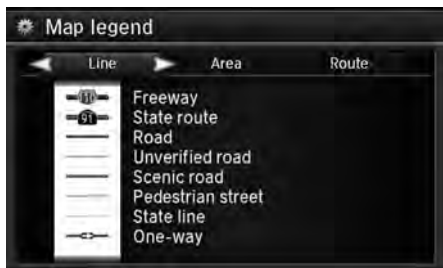 Map legend
Line Area Route
Freeway
91 State route
Road
Unverified road
Scenic road
Pedestrian street
State line
One-way